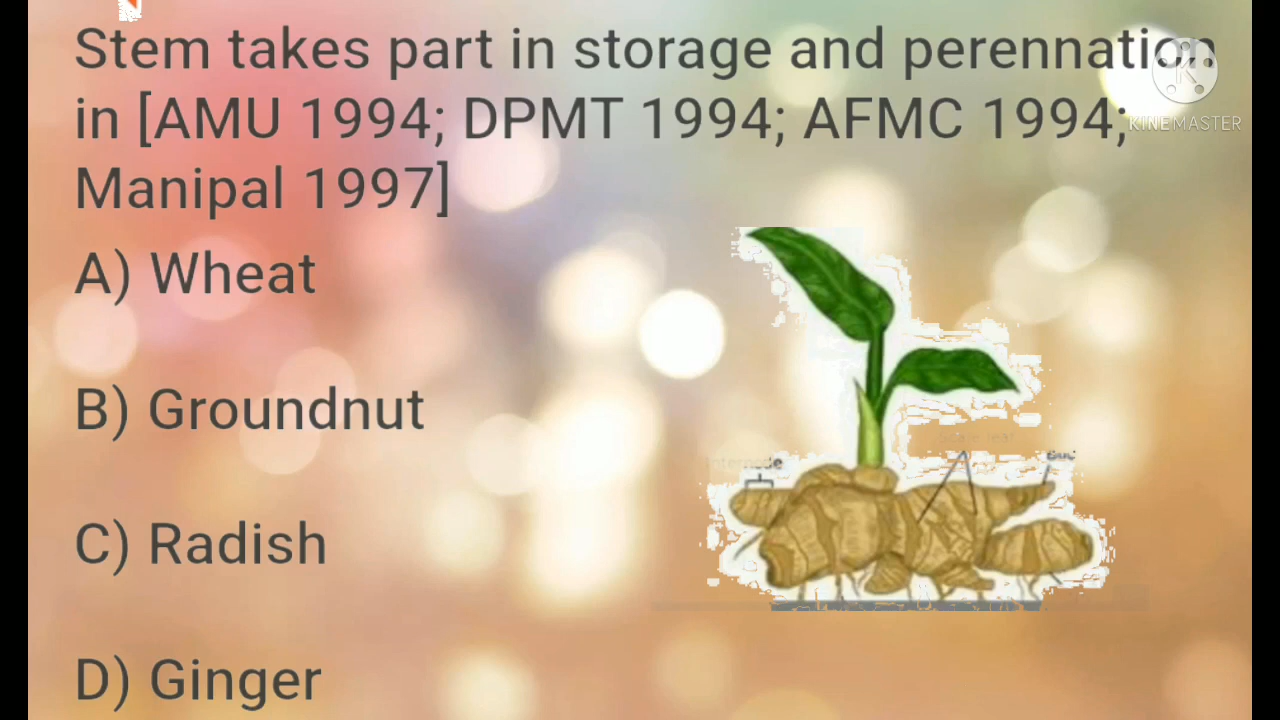 Stem takes part in storage and perennation
in [AMU 1994; DPMT 1994; AFMC 1994;
KINEMASTER
Manipal 1997]
A) Wheat
B) Groundnut
C) Radish
D) Ginger